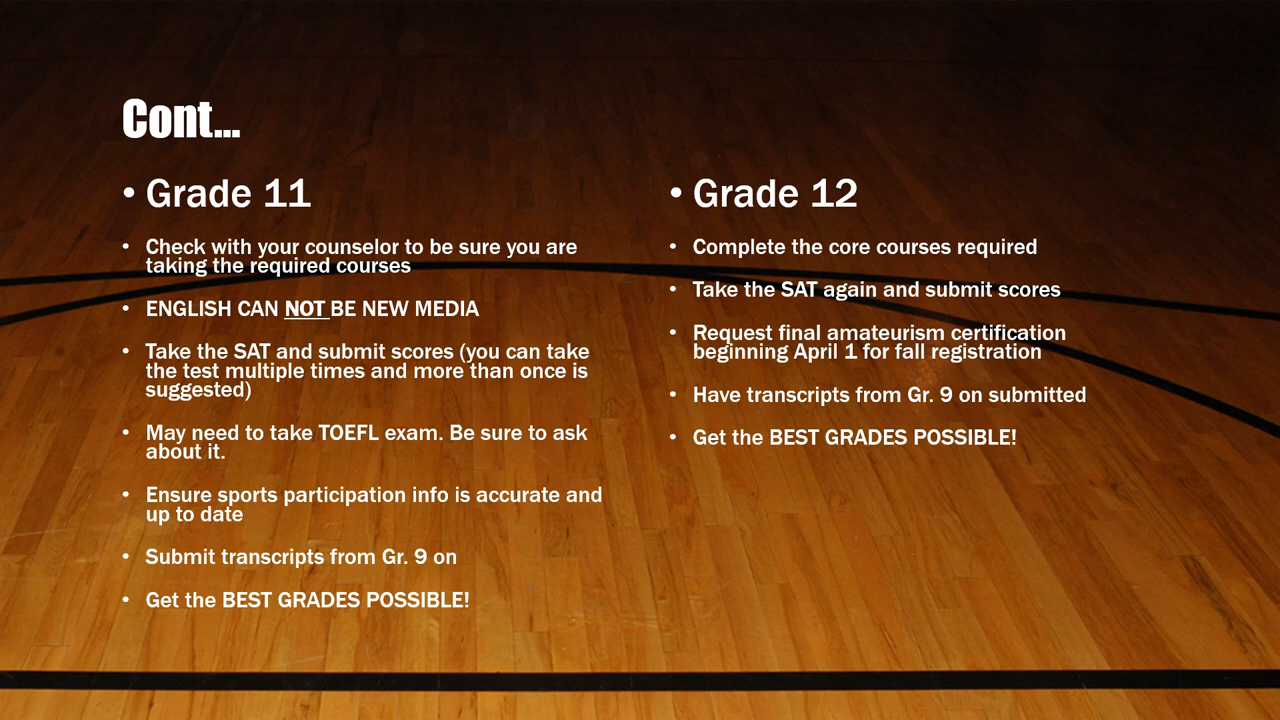 Cont...
• Grade 11
• Check with your counselor to be sure you are
taking the required courses
• ENGLISH CAN NOT BE NEW MEDIA
• Take the SAT and submit scores (you can take
the test multiple times and more than once is
suggested)
• May need to take TOEFL exam. Be sure to ask
about it.
• Ensure sports participation info is accurate and
up to date
• Submit transcripts from Gr. 9 on
• Get the BEST GRADES POSSIBLE!
• Grade 12
• Complete the core courses required
• Take the SAT again and submit scores
• Request final amateurism certification
beginning April 1 for fall registration
• Have transcripts from Gr. 9 on submitted
• Get the BEST GRADES POSSIBLE!